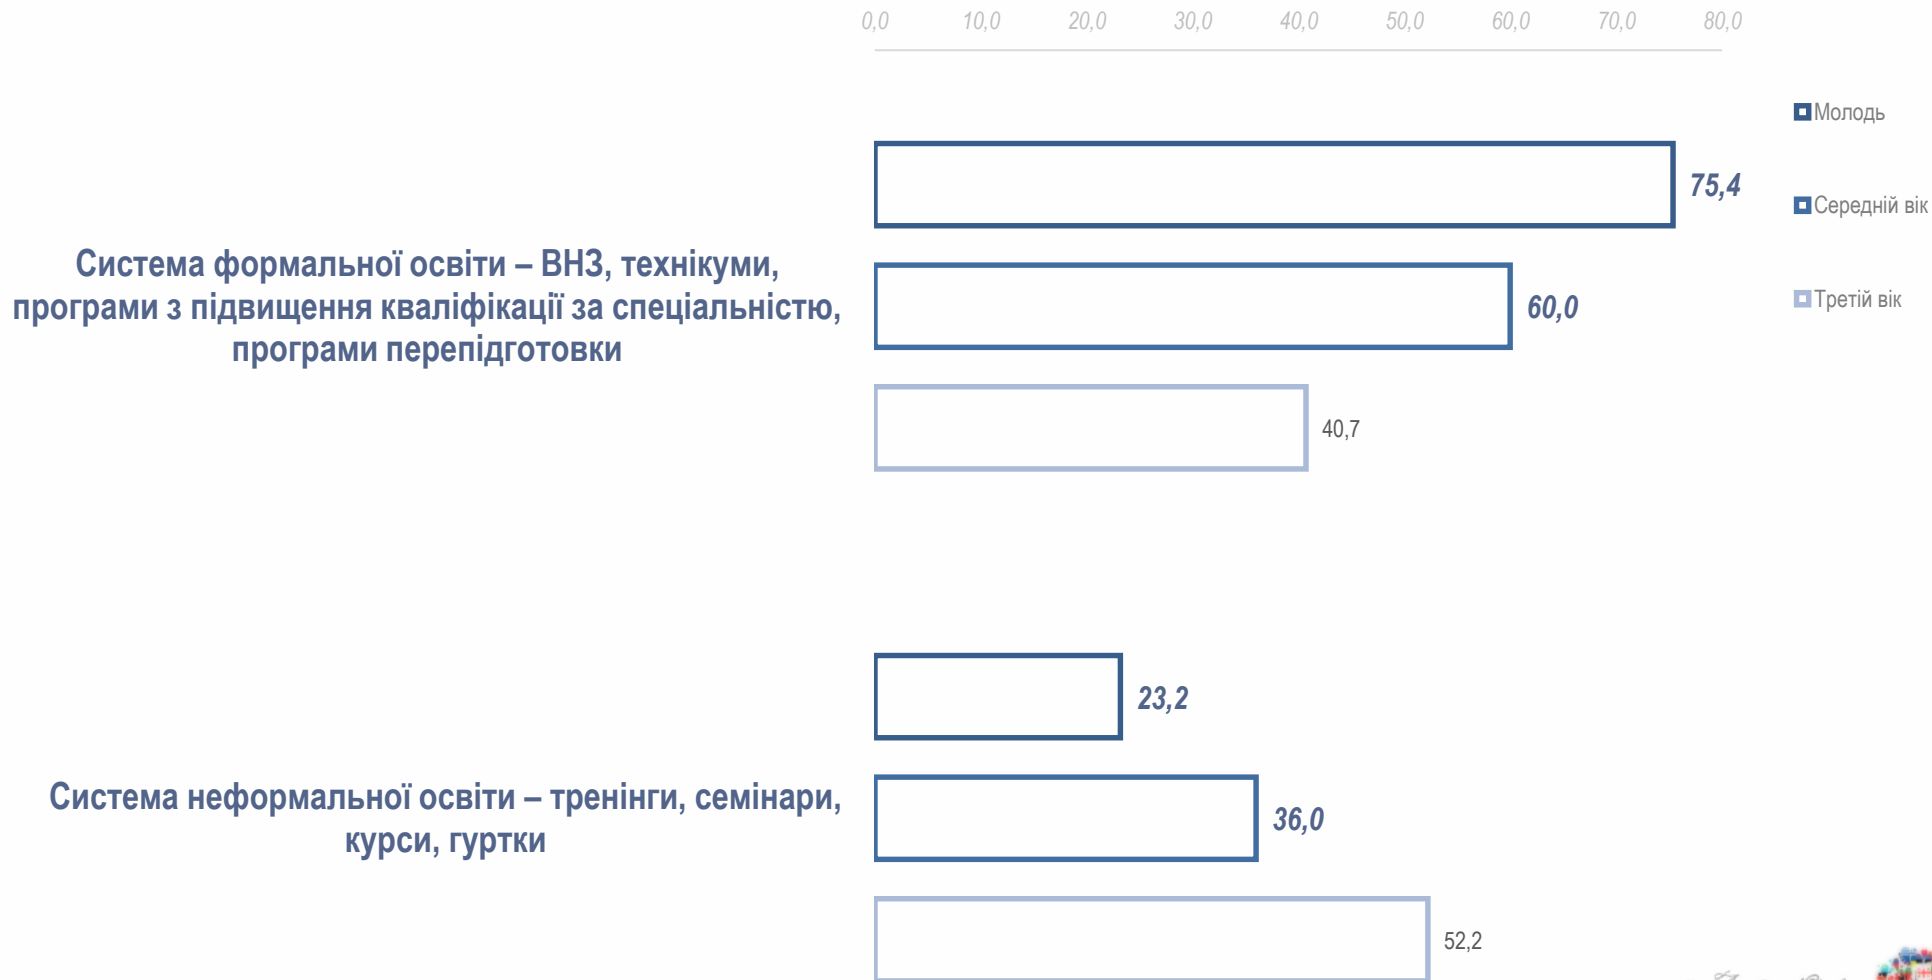 0,0 10,0 20,0 30,0 40,0 50,0 60,0 70,0 80,0
Молодь
Середній вік
Третій вік
Система формальної освіти – ВНЗ, технікуми,
програми з підвищення кваліфікації за спеціальністю,
програми перепідготовки
75,4
60,0
40,7
Система неформальної освіти – тренінги, семінари,
курси, гуртки
23,2
36,0
52,2